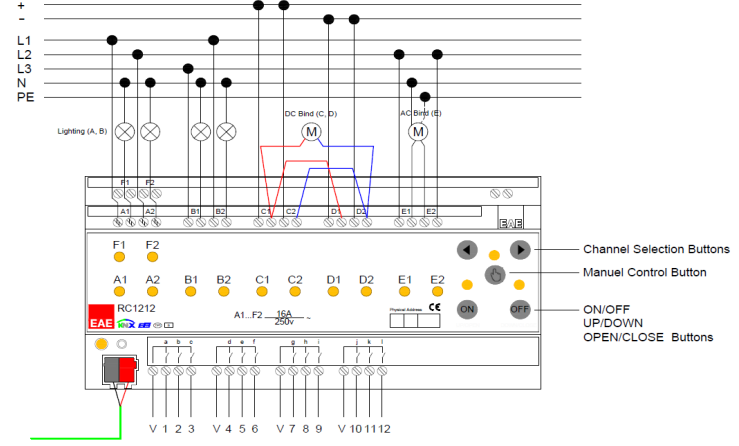 +
–
L1
L2
L3
N
PE
Lighting (A, B)
DC Bind (C, D)
AC Bind (E)
M
M
F1 F2
A1 A2 B1 B2 C1 C2 D1 D2 E1 E2
EAE
F1 F2
A1 A2 B1 B2 C1 C2 D1 D2 E1 E2
ON OFF
Channel Selection Buttons
Manuel Control Button
ON/OFF
UP/DOWN
OPEN/CLOSE Buttons
RC1212
EAE KNX
A1...F2 16A ~
250v
Physical Address CE
a b c d e f g h i j k l
V 1 2 3 V 4 5 6 V 7 8 9 V 10 11 12